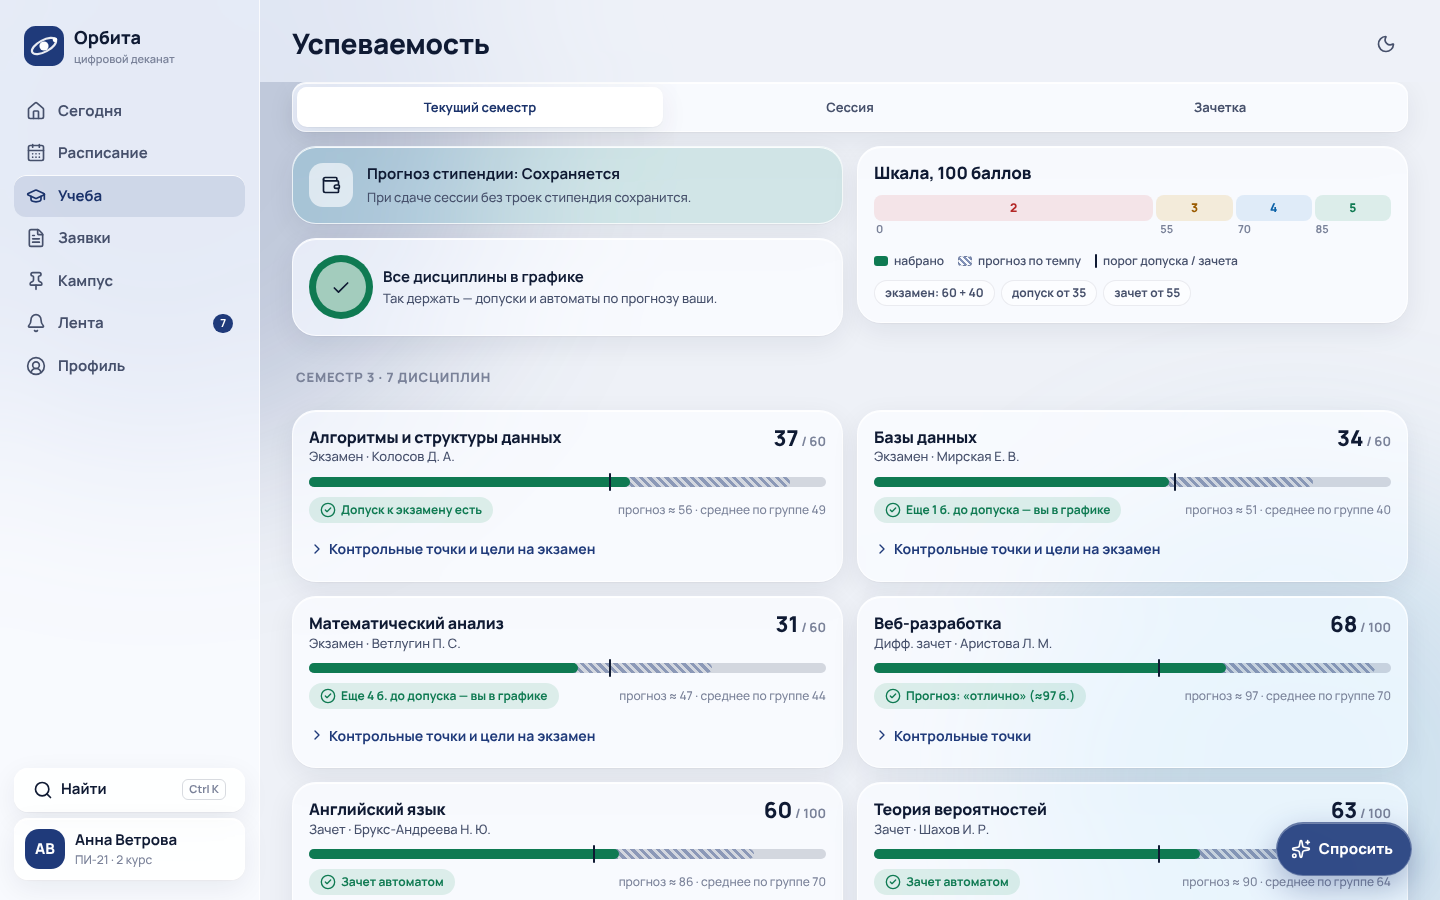 Орбита
цифровой деканат
Сегодня
Расписание
Учеба
Заявки
Кампус
Лента
7
Профиль
Найти
Ctrl K
АВ
Анна Ветрова
ПИ-21 · 2 курс
Успеваемость
Текущий семестр
Сессия
Зачетка
Прогноз стипендии: Сохраняется
При сдаче сессии без троек стипендия сохранится.
Все дисциплины в графике
Так держать — допуски и автоматы по прогнозу ваши.
Шкала, 100 баллов
2 3 4 5
0 55 70 85
набрано прогноз по темпу порог допуска / зачета
экзамен: 60 + 40 допуск от 35 зачет от 55
СЕМЕСТР 3 · 7 ДИСЦИПЛИН
Алгоритмы и структуры данных
37 / 60
Экзамен · Колосов Д. А.
Допуск к экзамену есть
прогноз ≈ 56 · среднее по группе 49
Контрольные точки и цели на экзамен
Базы данных
34 / 60
Экзамен · Мирская Е. В.
Еще 1 б. до допуска — вы в графике
прогноз ≈ 51 · среднее по группе 40
Контрольные точки и цели на экзамен
Математический анализ
31 / 60
Экзамен · Ветлугин П. С.
Еще 4 б. до допуска — вы в графике
прогноз ≈ 47 · среднее по группе 44
Контрольные точки и цели на экзамен
Веб-разработка
68 / 100
Дифф. зачет · Аристова Л. М.
Прогноз: «отлично» (≈97 б.)
прогноз ≈ 97 · среднее по группе 70
Контрольные точки
Английский язык
60 / 100
Зачет · Брукс-Андреева Н. Ю.
Зачет автоматом
прогноз ≈ 86 · среднее по группе 70
Теория вероятностей
63 / 100
Зачет · Шахов И. Р.
Зачет автоматом
прогноз ≈ 90 · среднее по группе 64
Спросить